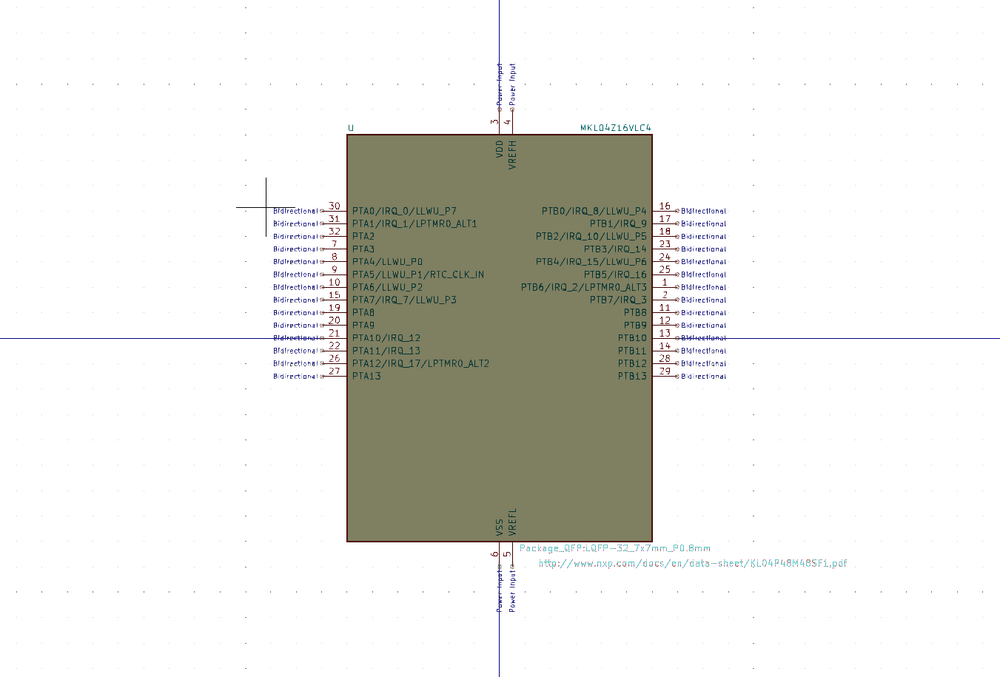 Power Input
Power Input
3
4
U
MKL04Z16VLC4
VDD
VREFH
Bidirectional 30 PTA0/IRQ_0/LLWU_P7
PTB0/IRQ_8/LLWU_P4 16 Bidirectional
Bidirectional 31 PTA1/IRQ_1/LPTMR0_ALT1
PTB1/IRQ_9 17 Bidirectional
Bidirectional 32 PTA2
PTB2/IRQ_10/LLWU_P5 18 Bidirectional
Bidirectional 7 PTA3
PTB3/IRQ_14 23 Bidirectional
Bidirectional 8 PTA4/LLWU_P0
PTB4/IRQ_15/LLWU_P6 24 Bidirectional
Bidirectional 9 PTA5/LLWU_P1/RTC_CLK_IN
PTB5/IRQ_16 25 Bidirectional
Bidirectional 10 PTA6/LLWU_P2
PTB6/IRQ_2/LPTMR0_ALT3 1 Bidirectional
Bidirectional 15 PTA7/IRQ_7/LLWU_P3
PTB7/IRQ_3 2 Bidirectional
Bidirectional 19 PTA8
PTB8 11 Bidirectional
Bidirectional 20 PTA9
PTB9 12 Bidirectional
Bidirectional 21 PTA10/IRQ_12
PTB10 13 Bidirectional
Bidirectional 22 PTA11/IRQ_13
PTB11 14 Bidirectional
Bidirectional 26 PTA12/IRQ_17/LPTMR0_ALT2
PTB12 28 Bidirectional
Bidirectional 27 PTA13
PTB13 29 Bidirectional
VSS
VREFL
6
5
Power Input
Power Input
Package_QFP:LQFP-32_7x7mm_P0.8mm
http://www.nxp.com/docs/en/data-sheet/KL04P48M48SF1.pdf